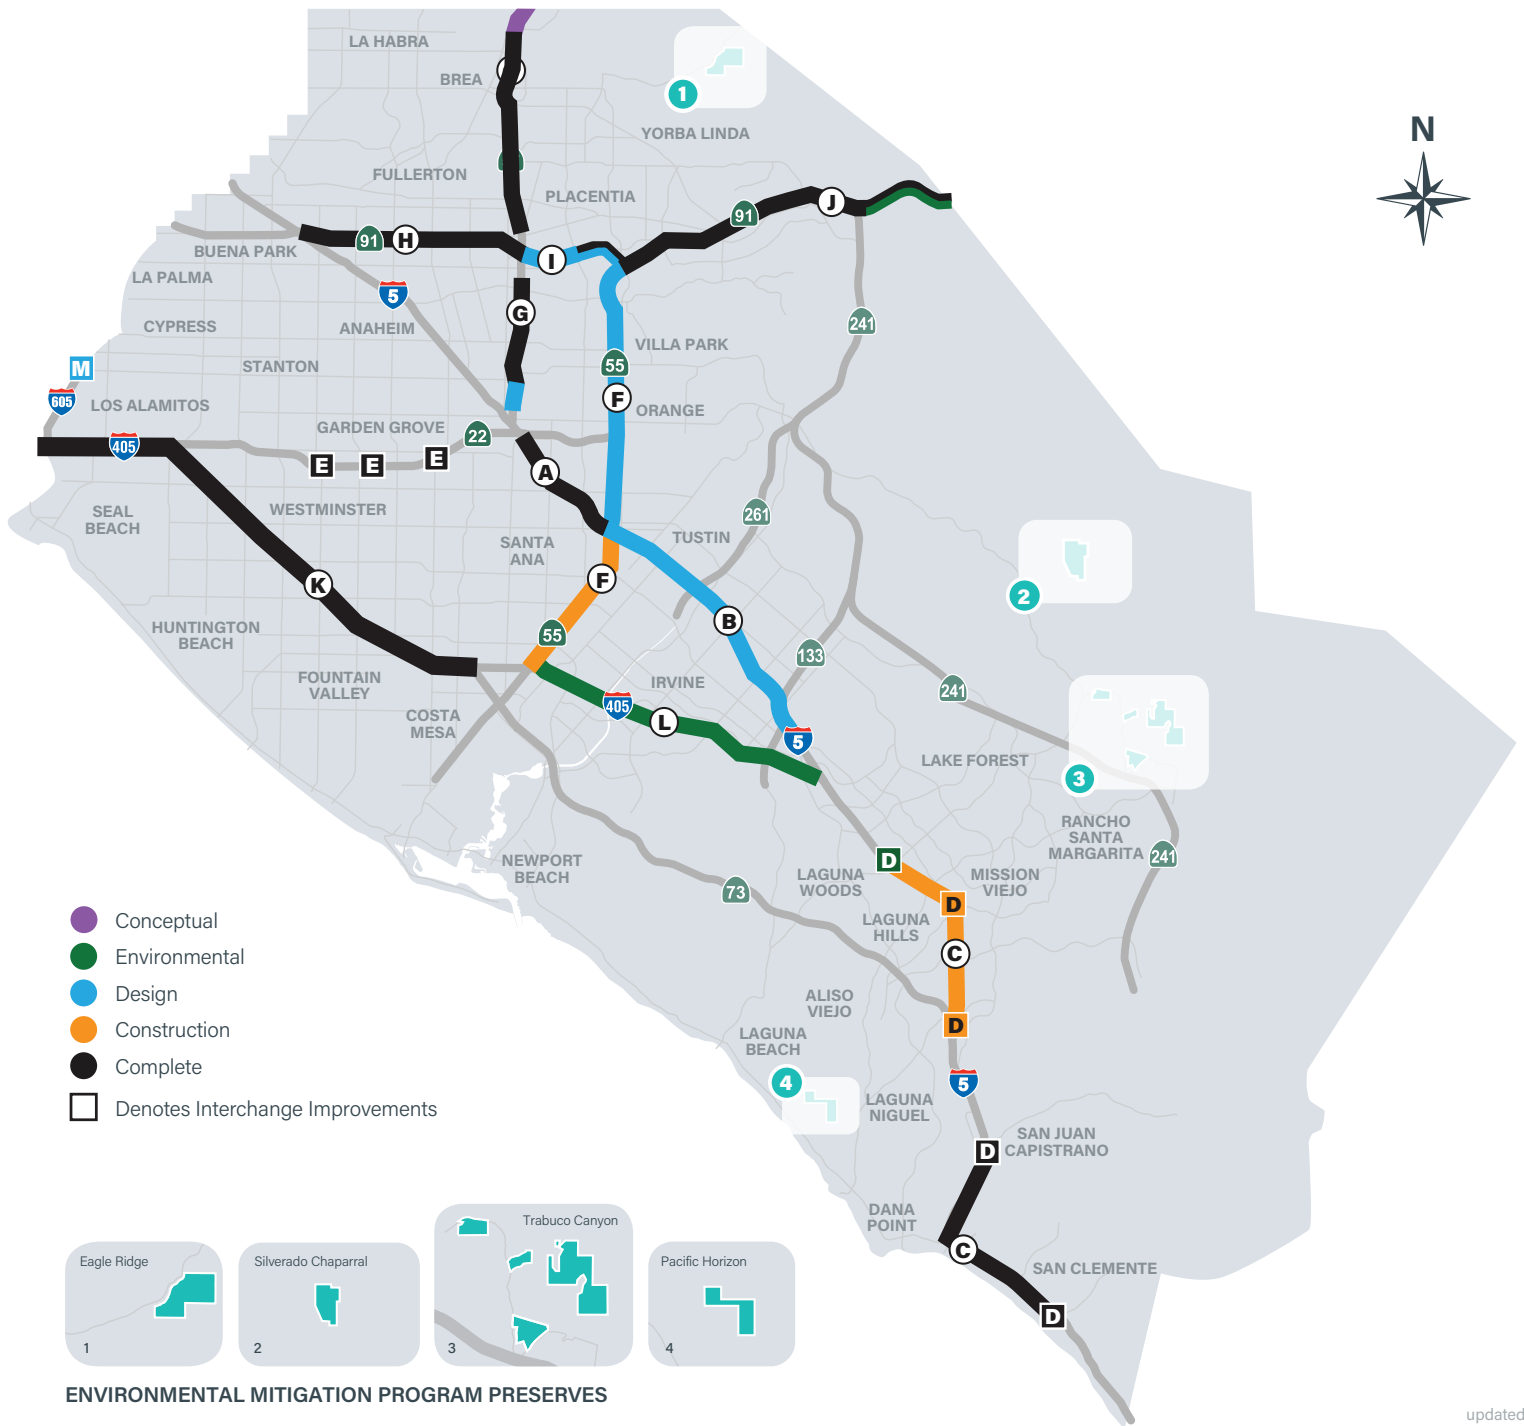 LA HABRA
BREA
1
YORBA LINDA
N
FULLERTON
PLACENTIA
J
91
91
H
BUENA PARK
I
LA PALMA
5
G
CYPRESS
ANAHEIM
241
VILLA PARK
M
STANTON
55
605
LOS ALAMITOS
F
ORANGE
GARDEN GROVE
22
405
E
E
E
A
SEAL
BEACH
WESTMINSTER
261
SANTA
ANA
TUSTIN
K
F
2
B
HUNTINGTON
BEACH
55
133
FOUNTAIN
VALLEY
IRVINE
241
405
L
COSTA
MESA
5
LAKE FOREST
3
RANCHO
SANTA
MARGARITA
241
NEWPORT
BEACH
D
LAGUNA
WOODS
MISSION
VIEJO
73
D
LAGUNA
HILLS
C
ALISO
VIEJO
D
LAGUNA
BEACH
4
5
LAGUNA
NIGUEL
D
SAN JUAN
CAPISTRANO
DANA
POINT
C
SAN CLEMENTE
D
Conceptual
Environmental
Design
Construction
Complete
Denotes Interchange Improvements
Eagle Ridge
1
Silverado Chaparral
2
Trabuco Canyon
3
Pacific Horizon
4
ENVIRONMENTAL MITIGATION PROGRAM PRESERVES
updated